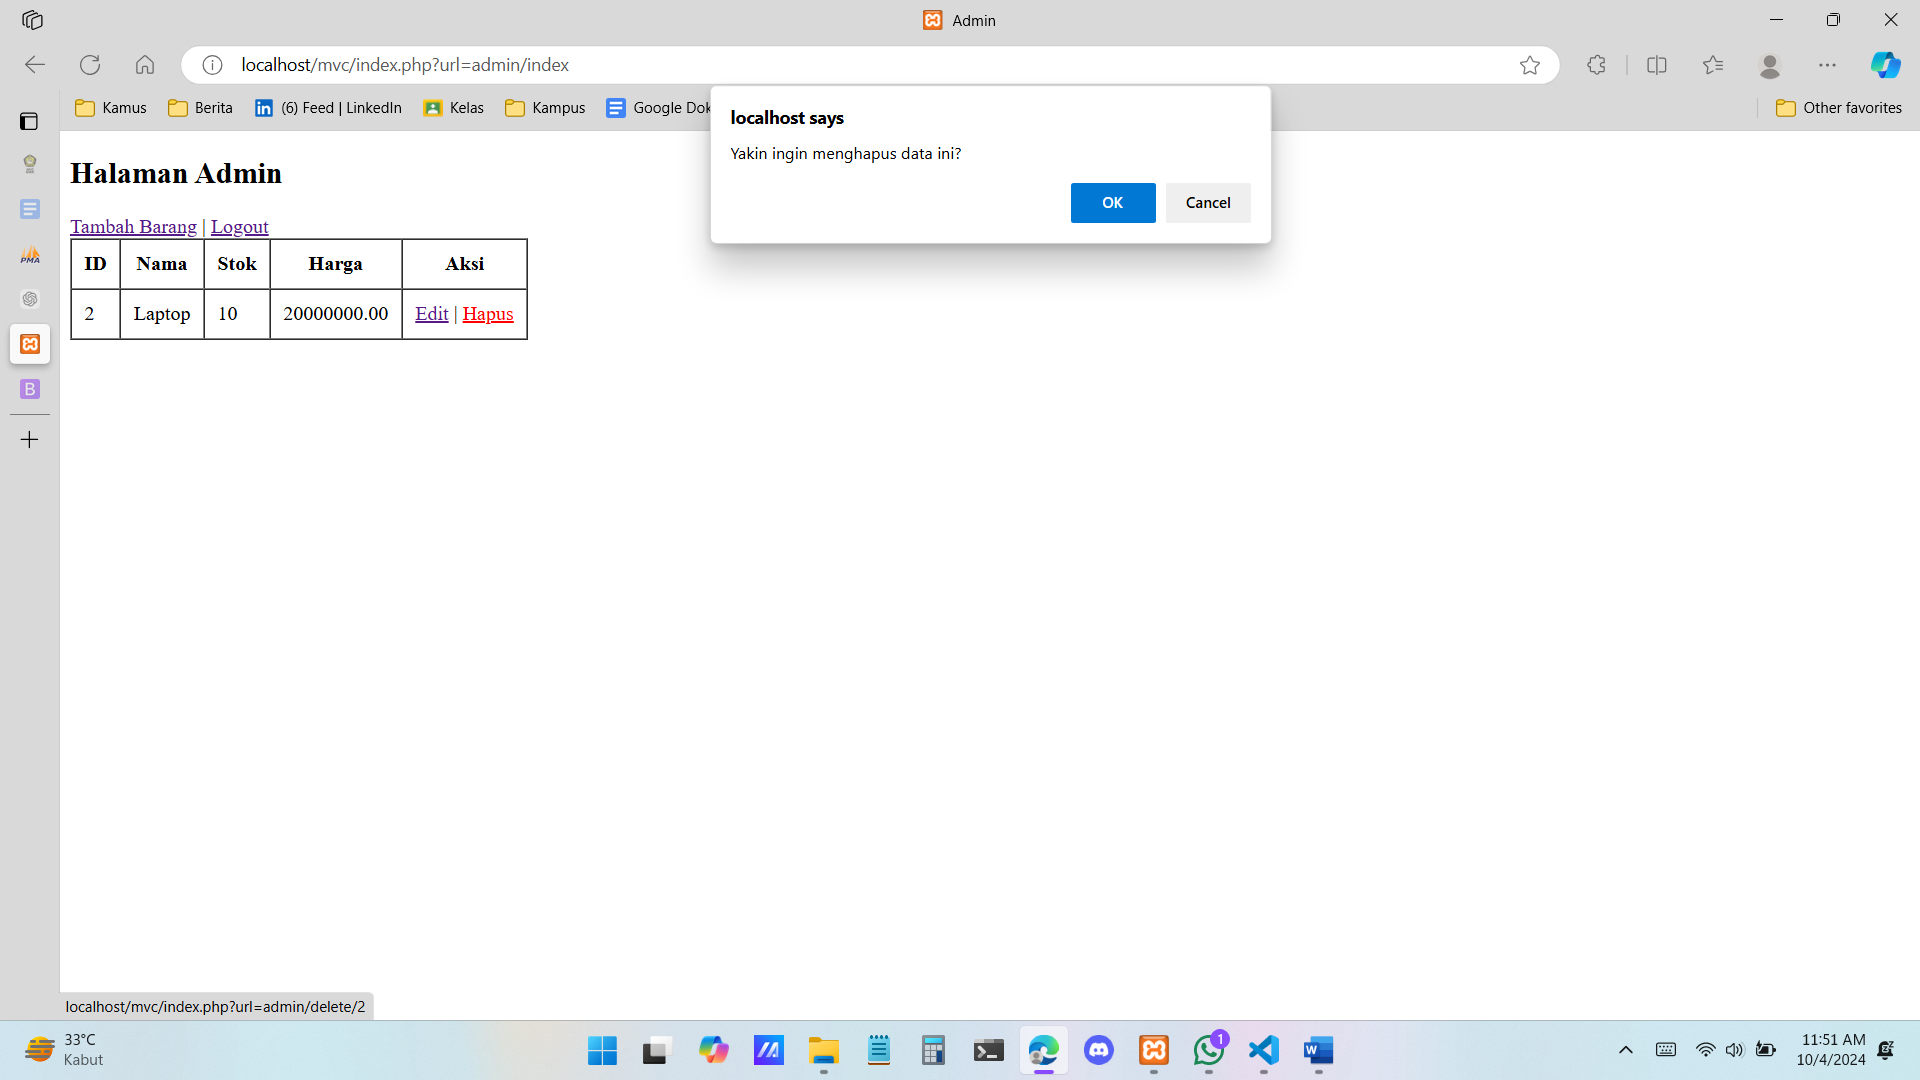 Admin
localhost/mvc/index.php?url=admin/index
Kamus
Berita
(6) Feed | LinkedIn
Kelas
Kampus
Google Dok
Other favorites
localhost says
Yakin ingin menghapus data ini?
OK
Cancel
Halaman Admin
Tambah Barang | Logout
ID Nama Stok Harga Aksi
2 Laptop 10 20000000.00 Edit | Hapus
PMA
B
localhost/mvc/index.php?url=admin/delete/2
33°C
Kabut
1
11:51 AM
10/4/2024